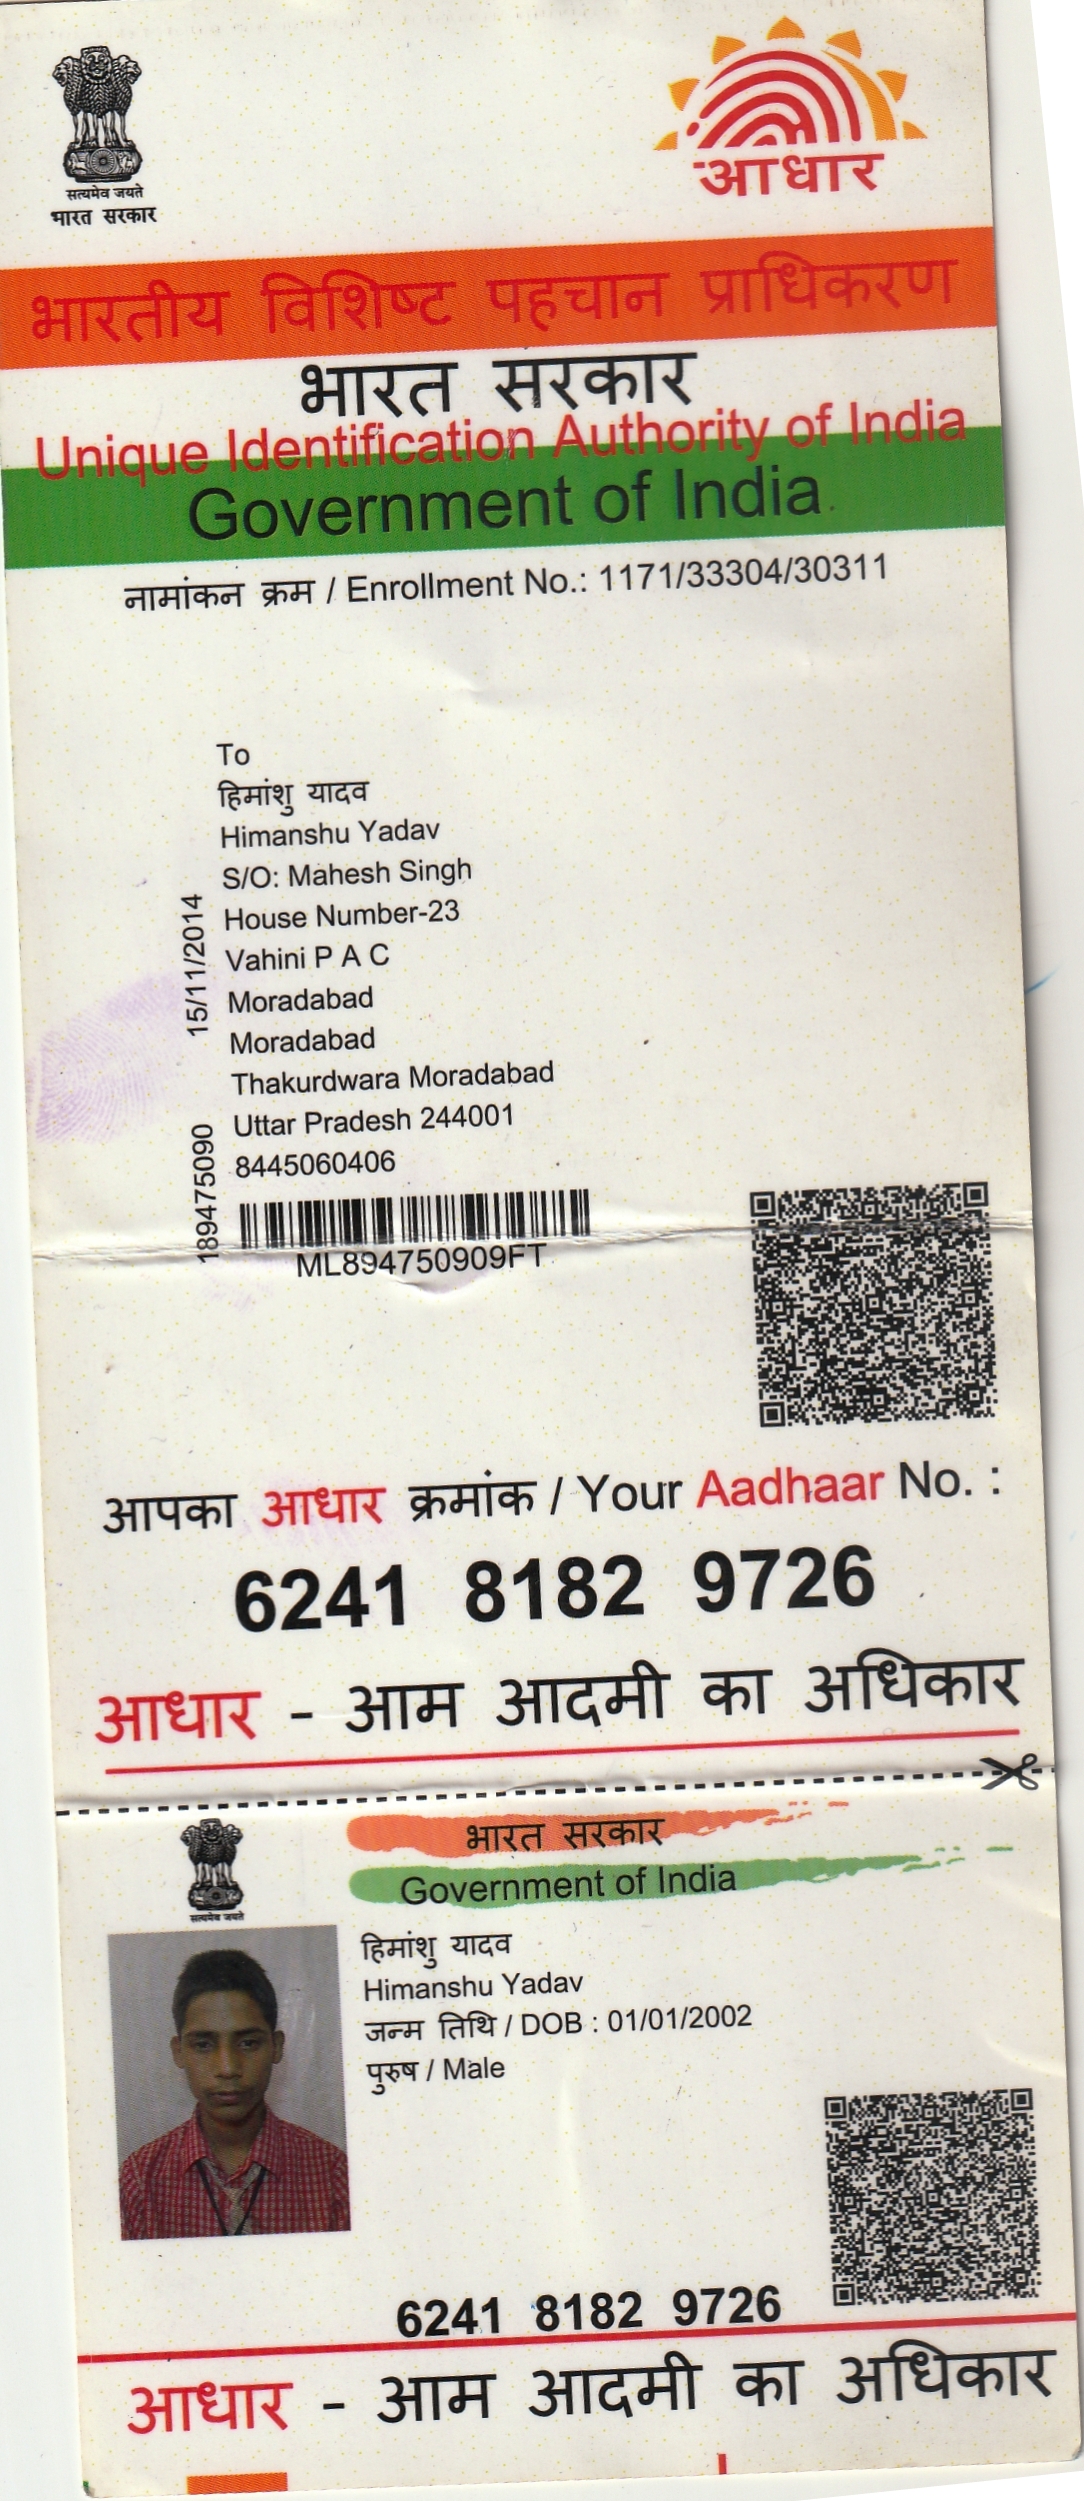 सत्यमेव जयते
भारत सरकार
आधार
भारतीय विशिष्ट पहचान प्राधिकरण
भारत सरकार
Unique Identification Authority of India
Government of India
नामांकन क्रम / Enrollment No.: 1171/33304/30311
To
हिमांशु यादव
Himanshu Yadav
S/O: Mahesh Singh
House Number-23
Vahini P A C
Moradabad
Moradabad
Thakurdwara Moradabad
Uttar Pradesh 244001
8445060406
15/11/2014
189475090
ML894750909FT
आपका आधार क्रमांक / Your Aadhaar No. :
6241 8182 9726
आधार - आम आदमी का अधिकार
सत्यमेव जयते
भारत सरकार
Government of India
हिमांशु यादव
Himanshu Yadav
जन्म तिथि / DOB : 01/01/2002
पुरुष / Male
6241 8182 9726
आधार - आम आदमी का अधिकार